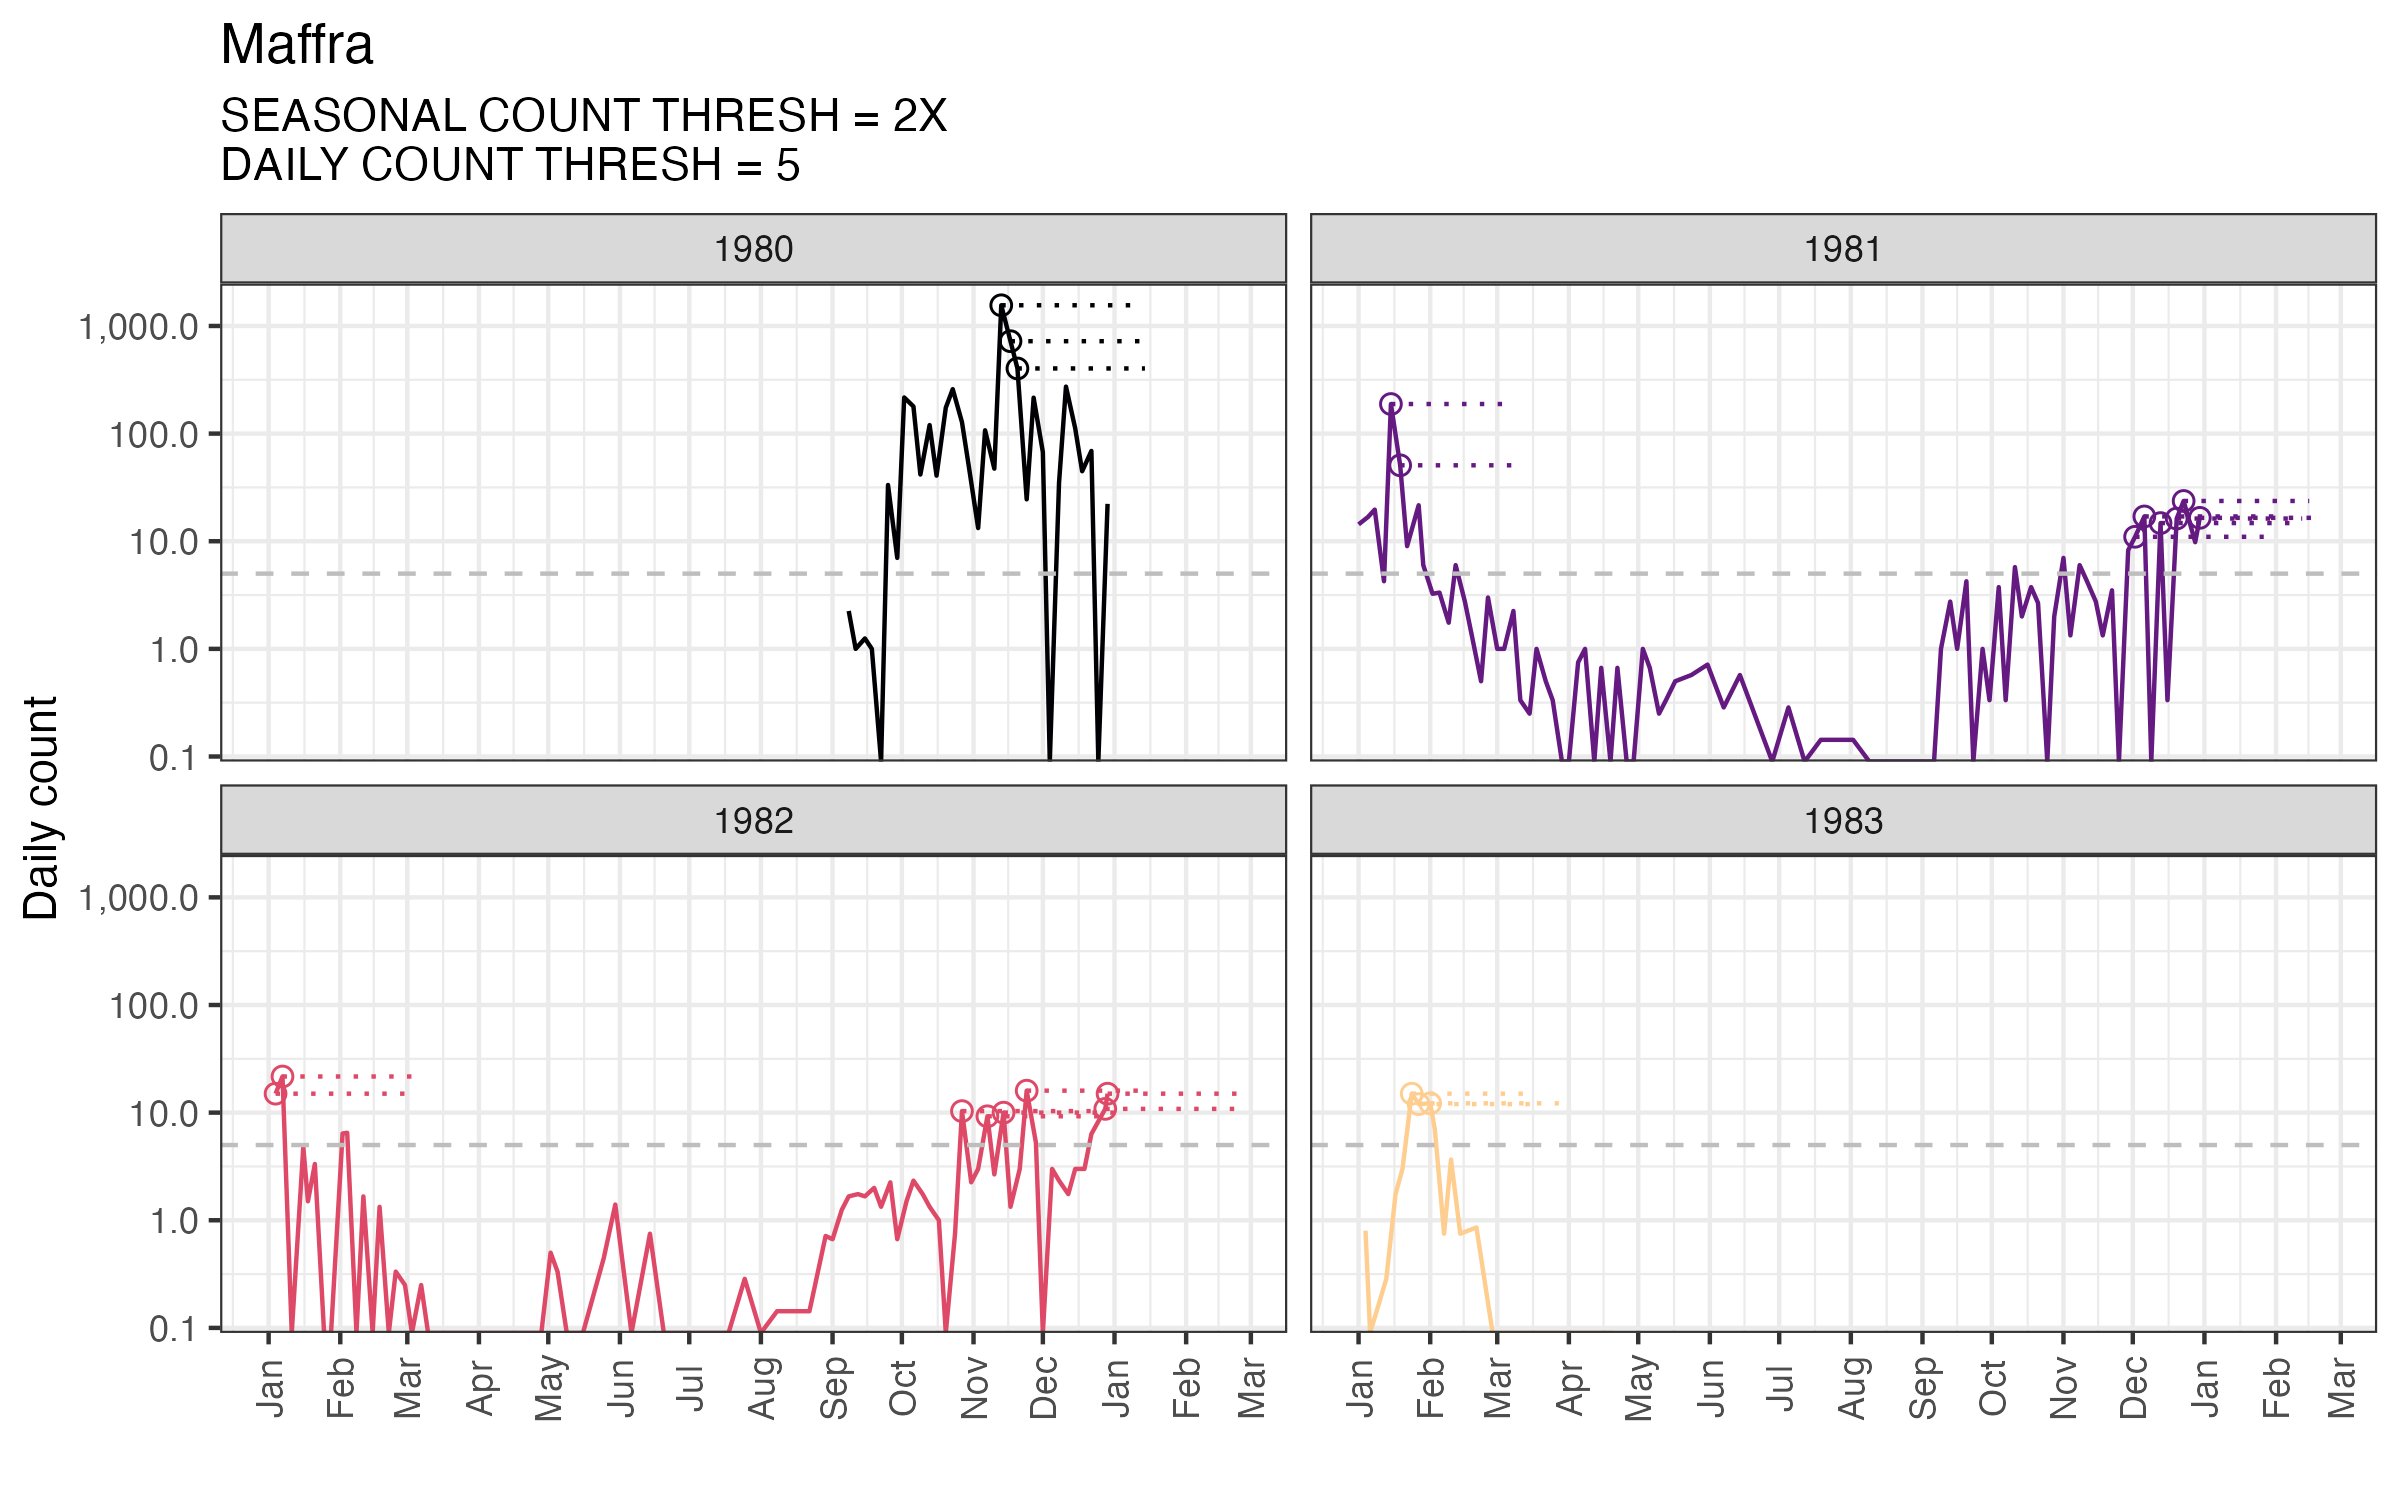 Maffra
SEASONAL COUNT THRESH = 2X
DAILY COUNT THRESH = 5
1980
1981
1,000.0
100.0
10.0
1.0
0.1
Daily count
1982
1983
1,000.0
100.0
10.0
1.0
0.1
Jan Feb Mar Apr May Jun Jul Aug Sep Oct Nov Dec Jan Feb Mar
Jan Feb Mar Apr May Jun Jul Aug Sep Oct Nov Dec Jan Feb Mar